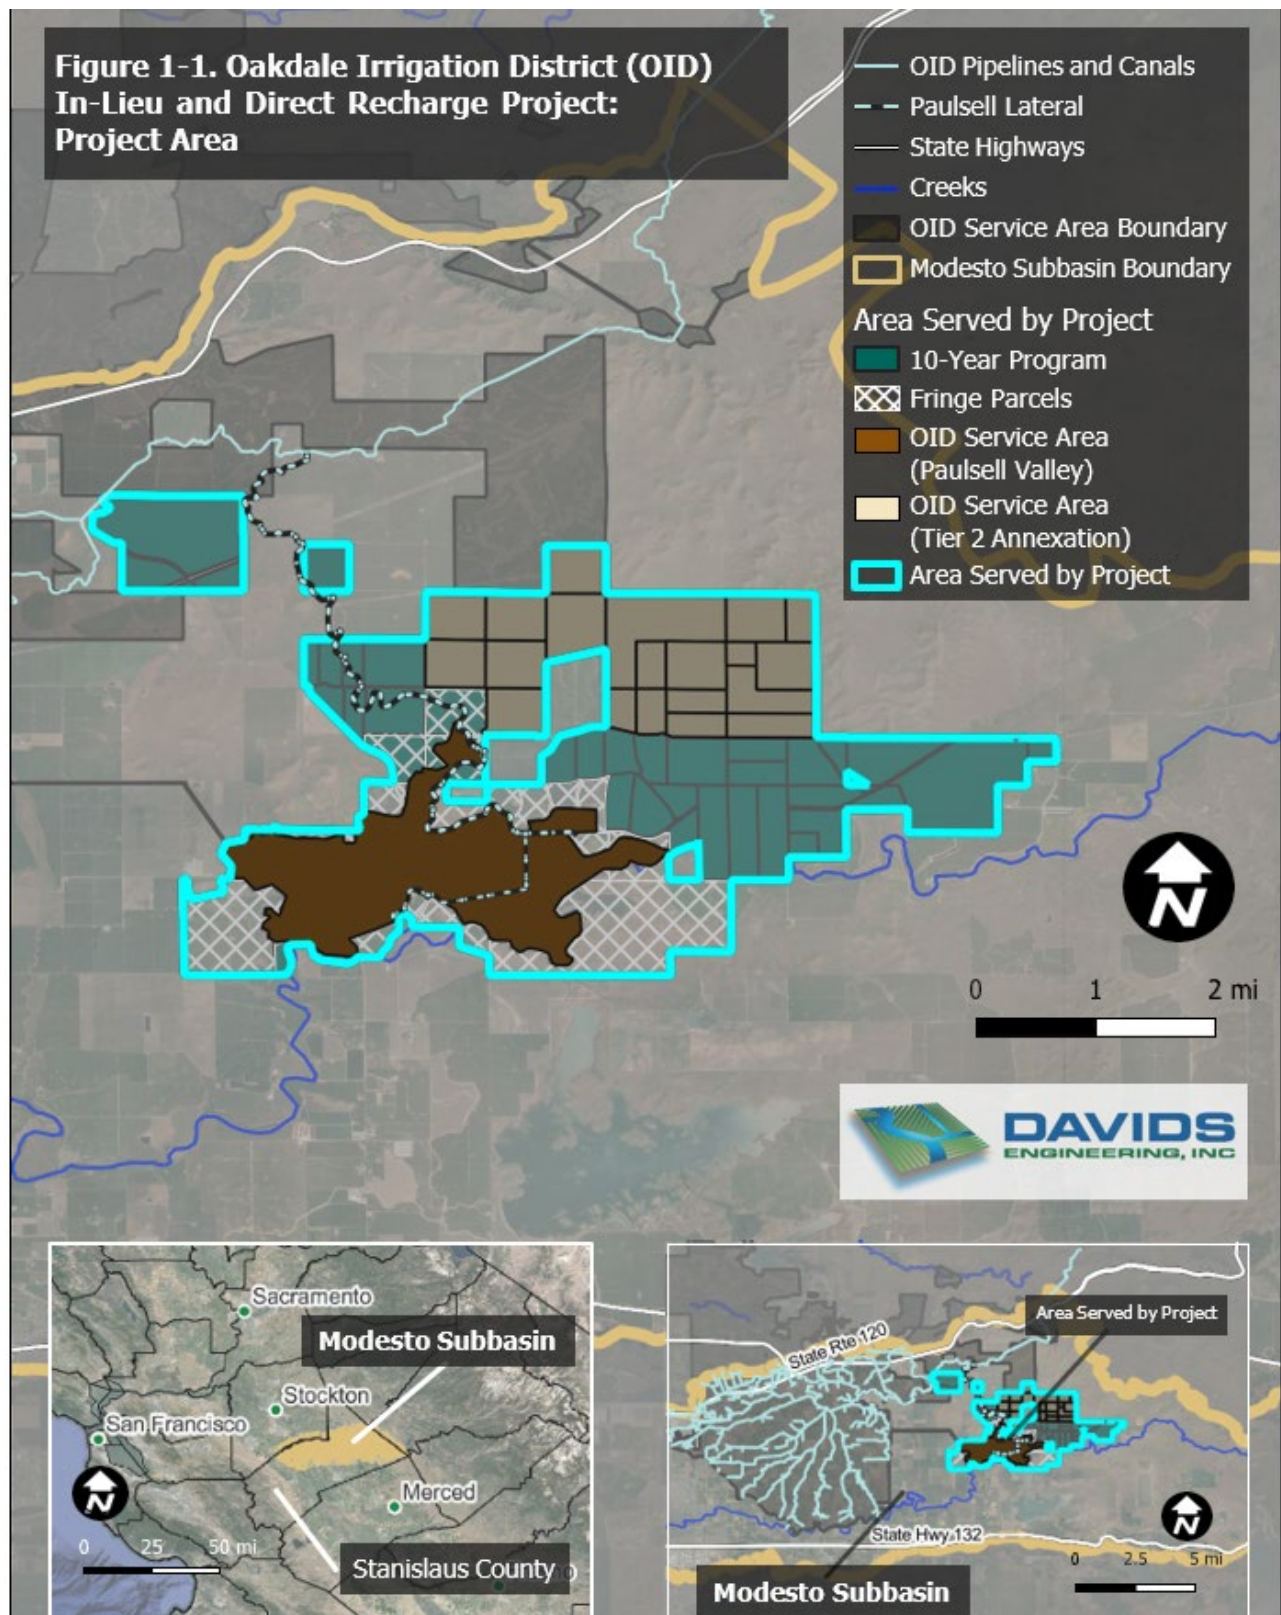 Figure 1-1. Oakdale Irrigation District (OID)
In-Lieu and Direct Recharge Project:
Project Area
OID Pipelines and Canals
Paulsell Lateral
State Highways
Creeks
OID Service Area Boundary
Modesto Subbasin Boundary
Area Served by Project
10-Year Program
Fringe Parcels
OID Service Area
(Paulsell Valley)
OID Service Area
(Tier 2 Annexation)
Area Served by Project
N
0 1 2 mi
DAVIDS
ENGINEERING, INC
Sacramento
Modesto Subbasin
Stockton
San Francisco
N
Merced
0 25 50 mi
Stanislaus County
Area Served by Project
State Rte 120
N
State Hwy 132
0 2.5 5 mi
Modesto Subbasin